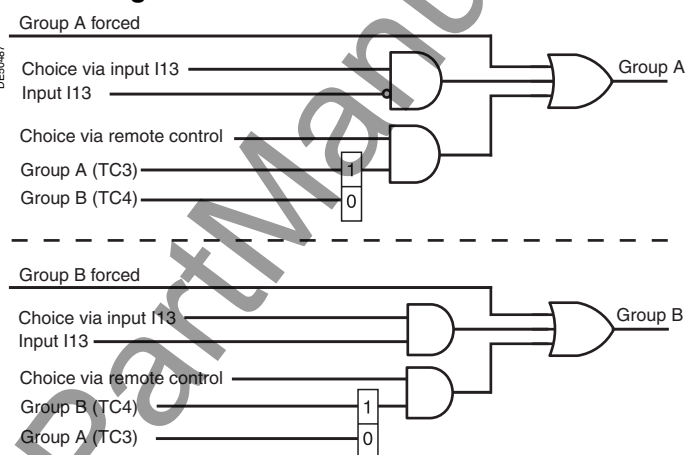 Group A forced
DE50487
Choice via input I13
Group A
Input I13
Choice via remote control
Group A (TC3)
1
Group B (TC4)
0
Group B forced
Choice via input I13
Group B
Input I13
Choice via remote control
Group B (TC4)
1
Group A (TC3)
0
PartManu